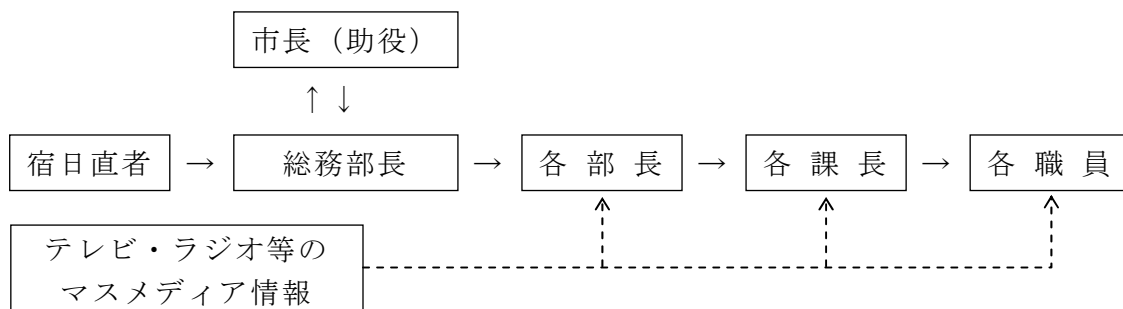 市長（助役）
↑ ↓
宿日直者 → 総務部長 → 各部長 → 各課長 → 各職員
テレビ・ラジオ等の
マスメディア情報